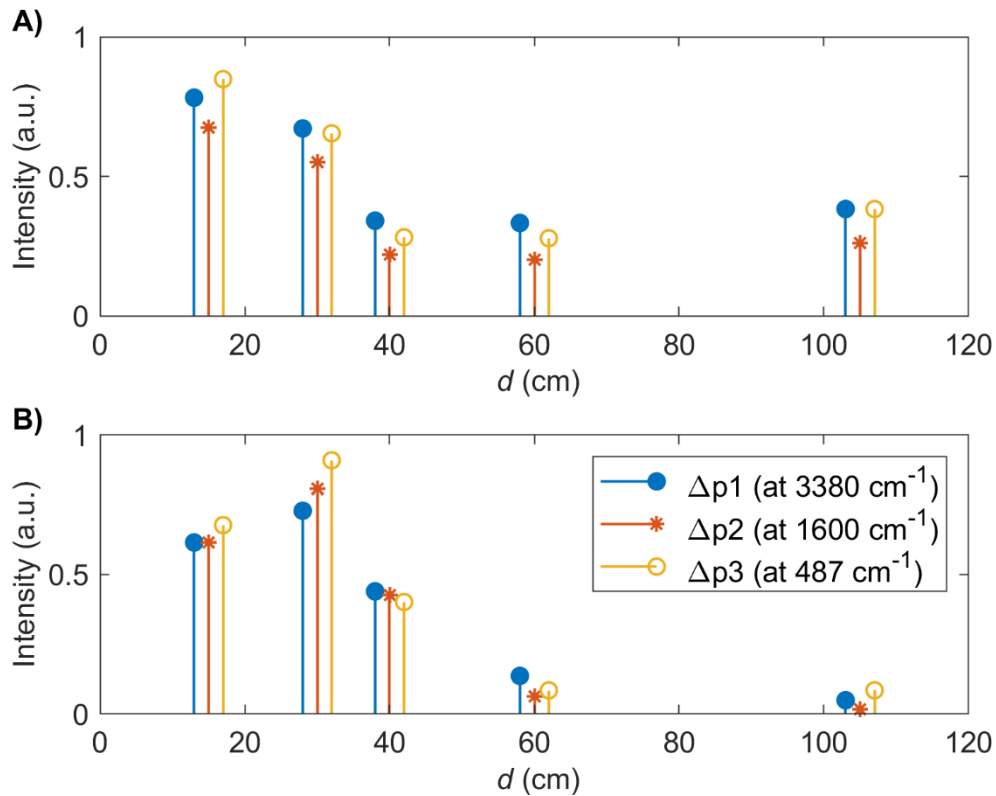 A)
Intensity (a.u.)
1
0.5
0
0 20 40 60 80 100 120
d (cm)
B)
Intensity (a.u.)
1
0.5
0
Δp1 (at 3380 cm⁻¹)
Δp2 (at 1600 cm⁻¹)
Δp3 (at 487 cm⁻¹)
0 20 40 60 80 100 120
d (cm)